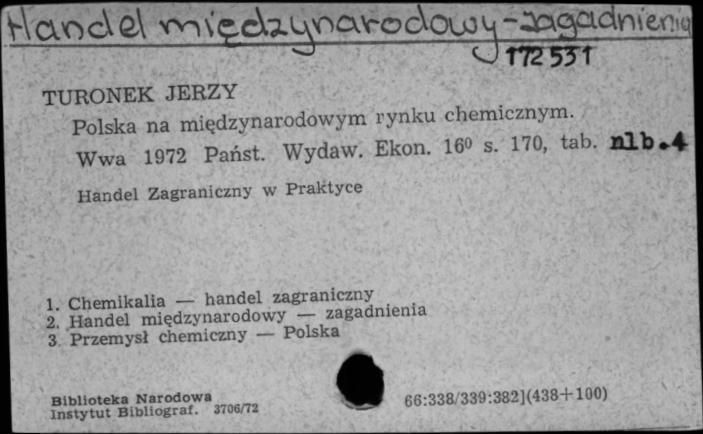 Handel międzynarodowy-zagadnienia
172 531
TURONEK JERZY
Polska na międzynarodowym rynku chemicznym.
Wwa 1972 Państ. Wydaw. Ekon. 16⁰ s. 170, tab. nlb.4
Handel Zagraniczny w Praktyce
1. Chemikalia — handel zagraniczny
2. Handel międzynarodowy — zagadnienia
3. Przemysł chemiczny — Polska
Biblioteka Narodowa
Instytut Bibliograf. 3706/72
66:338/339:382](438+100)